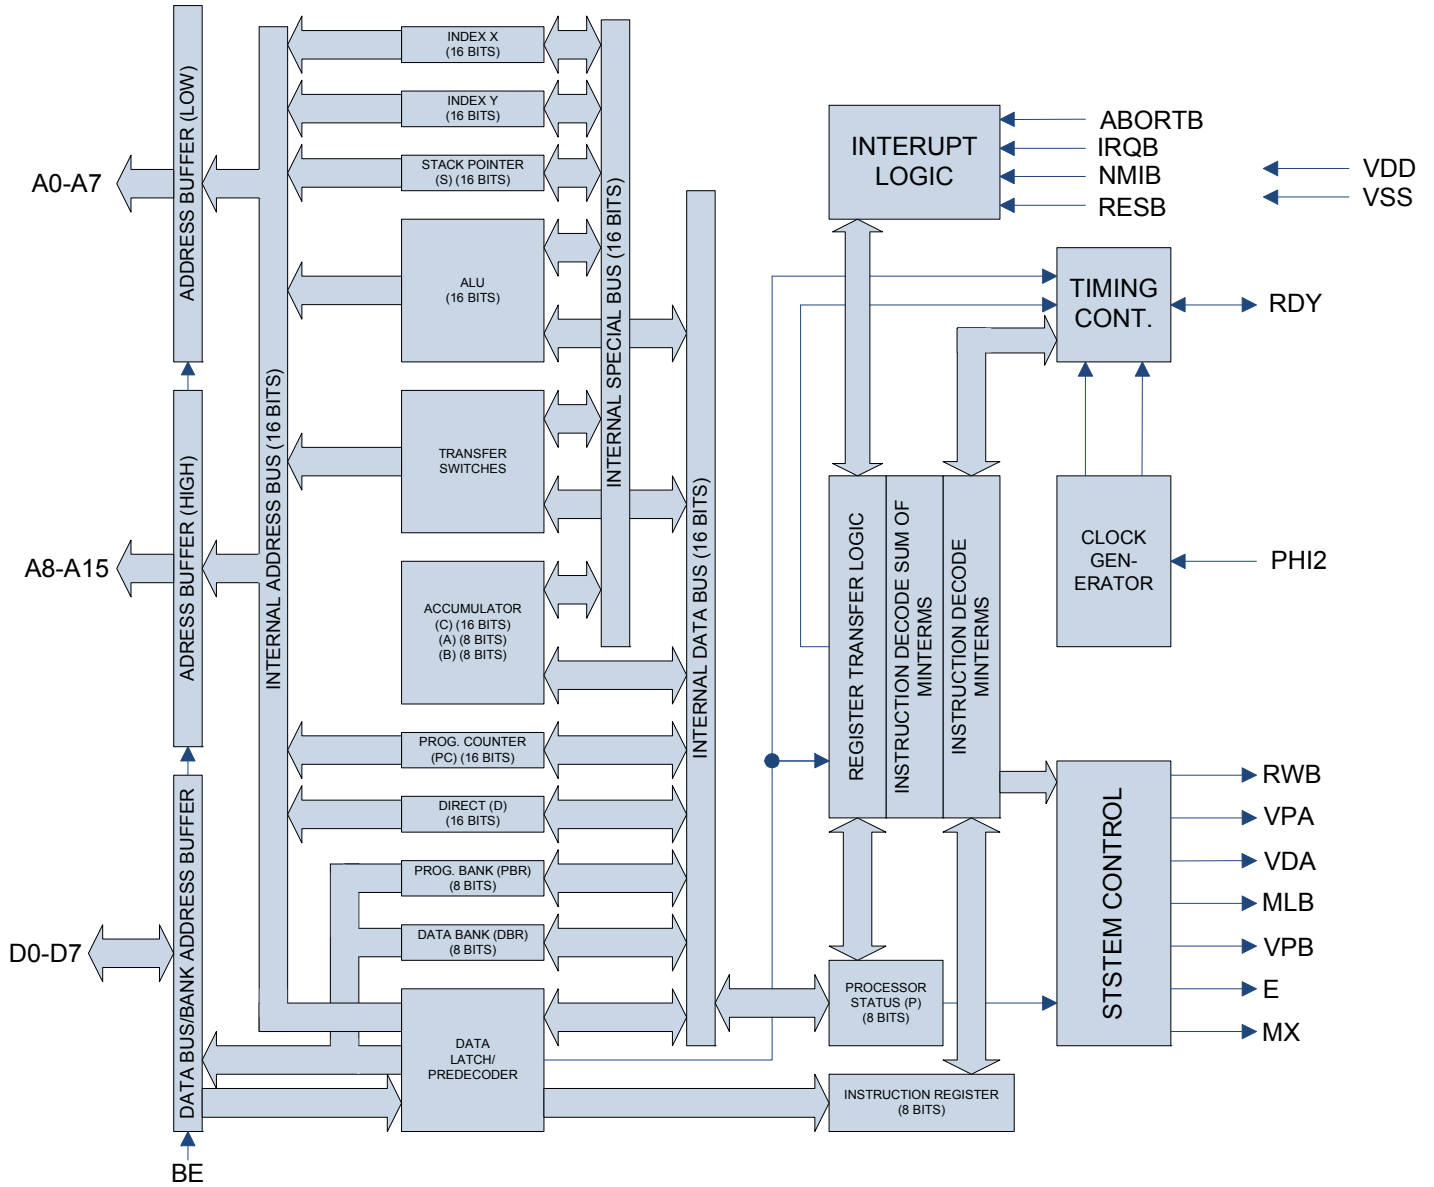 A0-A7
A8-A15
D0-D7
BE
ADDRESS BUFFER (LOW)
ADRESS BUFFER (HIGH)
DATA BUS/BANK ADDRESS BUFFER
INTERNAL ADDRESS BUS (16 BITS)
INDEX X
(16 BITS)
INDEX Y
(16 BITS)
STACK POINTER
(S) (16 BITS)
ALU
(16 BITS)
TRANSFER
SWITCHES
ACCUMULATOR
(C) (16 BITS)
(A) (8 BITS)
(B) (8 BITS)
PROG. COUNTER
(PC) (16 BITS)
DIRECT (D)
(16 BITS)
PROG. BANK (PBR)
(8 BITS)
DATA BANK (DBR)
(8 BITS)
DATA
LATCH/
PREDECODER
INTERNAL SPECIAL BUS (16 BITS)
INTERNAL DATA BUS (16 BITS)
INTERUPT
LOGIC
ABORTB
IRQB
NMIB
RESB
VDD
VSS
TIMING
CONT.
RDY
CLOCK
GEN-
ERATOR
PHI2
REGISTER TRANSFER LOGIC
INSTRUCTION DECODE SUM OF
MINTERMS
INSTRUCTION DECODE
MINTERMS
STSTEM CONTROL
RWB
VPA
VDA
MLB
VPB
E
MX
PROCESSOR
STATUS (P)
(8 BITS)
INSTRUCTION REGISTER
(8 BITS)